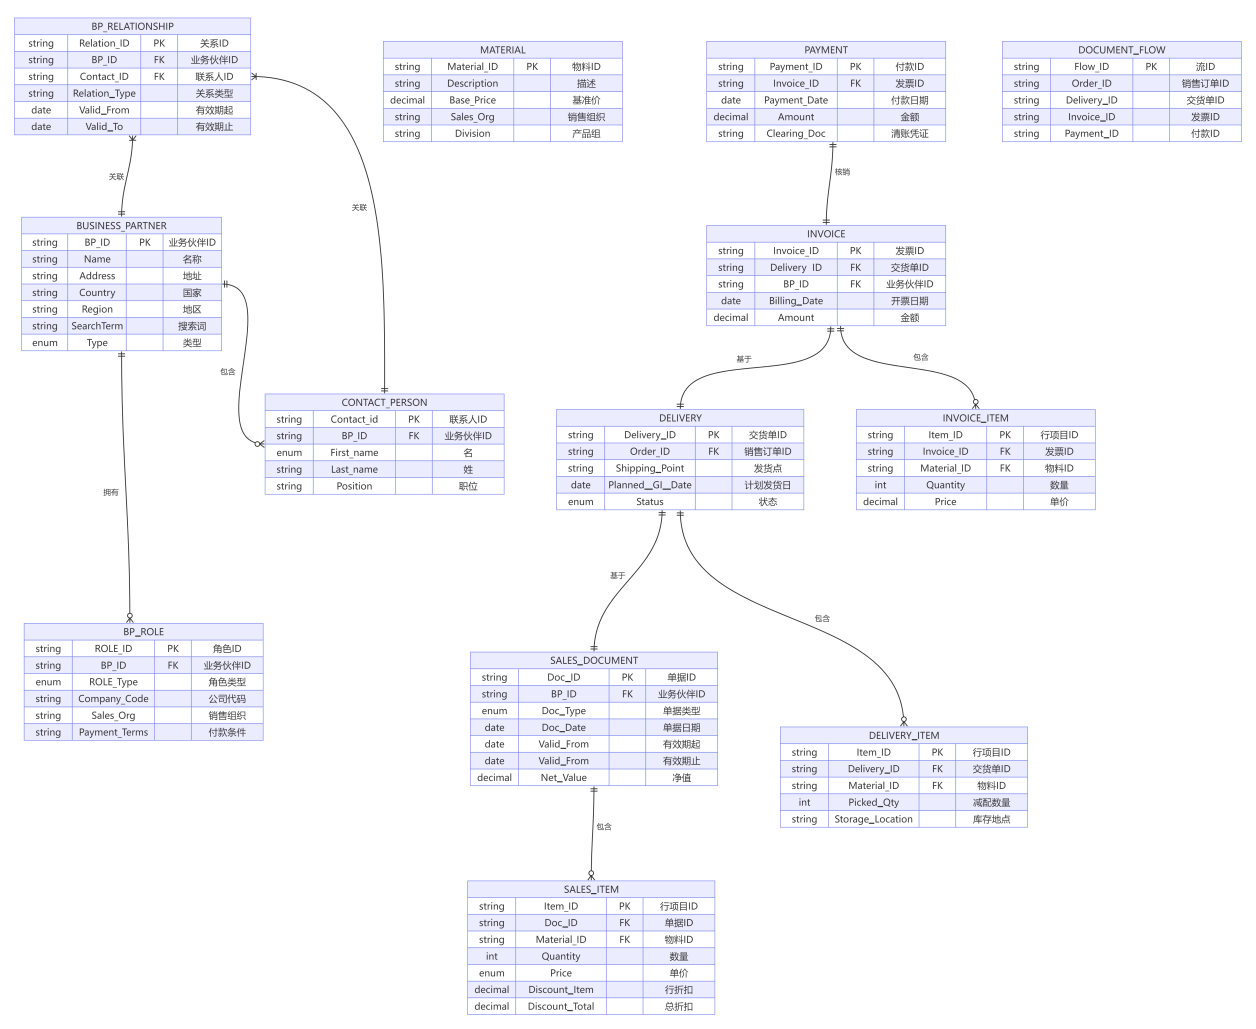 BP_RELATIONSHIP
string Relation_ID PK 关系ID
string BP_ID FK 业务伙伴ID
string Contact_ID FK 联系人ID
string Relation_Type 关系类型
date Valid_From 有效期起
date Valid_To 有效期止
MATERIAL
string Material_ID PK 物料ID
string Description 描述
decimal Base_Price 基准价
string Sales_Org 销售组织
string Division 产品组
PAYMENT
string Payment_ID PK 付款ID
string Invoice_ID FK 发票ID
date Payment_Date 付款日期
decimal Amount 金额
string Clearing_Doc 清账凭证
DOCUMENT_FLOW
string Flow_ID PK 流ID
string Order_ID 销售订单ID
string Delivery_ID 交货单ID
string Invoice_ID 发票ID
string Payment_ID 付款ID
关联
核销
关联
BUSINESS_PARTNER
string BP_ID PK 业务伙伴ID
string Name 名称
string Address 地址
string Country 国家
string Region 地区
string SearchTerm 搜索词
enum Type 类型
INVOICE
string Invoice_ID PK 发票ID
string Delivery ID FK 交货单ID
string BP_ID FK 业务伙伴ID
date Billing_Date 开票日期
decimal Amount 金额
包含
基于
包含
CONTACT_PERSON
string Contact_id PK 联系人ID
string BP_ID FK 业务伙伴ID
enum First_name 名
string Last_name 姓
string Position 职位
DELIVERY
string Delivery_ID PK 交货单ID
string Order_ID FK 销售订单ID
string Shipping_Point 发货点
date Planned_GI_Date 计划发货日
enum Status 状态
INVOICE_ITEM
string Item_ID PK 行项目ID
string Invoice_ID FK 发票ID
string Material_ID FK 物料ID
int Quantity 数量
decimal Price 单价
拥有
基于
包含
BP_ROLE
string ROLE_ID PK 角色ID
string BP_ID FK 业务伙伴ID
enum ROLE_Type 角色类型
string Company_Code 公司代码
string Sales_Org 销售组织
string Payment_Terms 付款条件
SALES_DOCUMENT
string Doc_ID PK 单据ID
string BP_ID FK 业务伙伴ID
enum Doc_Type 单据类型
date Doc_Date 单据日期
date Valid_From 有效期起
date Valid_From 有效期止
decimal Net_Value 净值
DELIVERY_ITEM
string Item_ID PK 行项目ID
string Delivery_ID FK 交货单ID
string Material_ID FK 物料ID
int Picked_Qty 减配数量
string Storage_Location 库存地点
包含
SALES_ITEM
string Item_ID PK 行项目ID
string Doc_ID FK 单据ID
string Material_ID FK 物料ID
int Quantity 数量
enum Price 单价
decimal Discount_Item 行折扣
decimal Discount_Total 总折扣